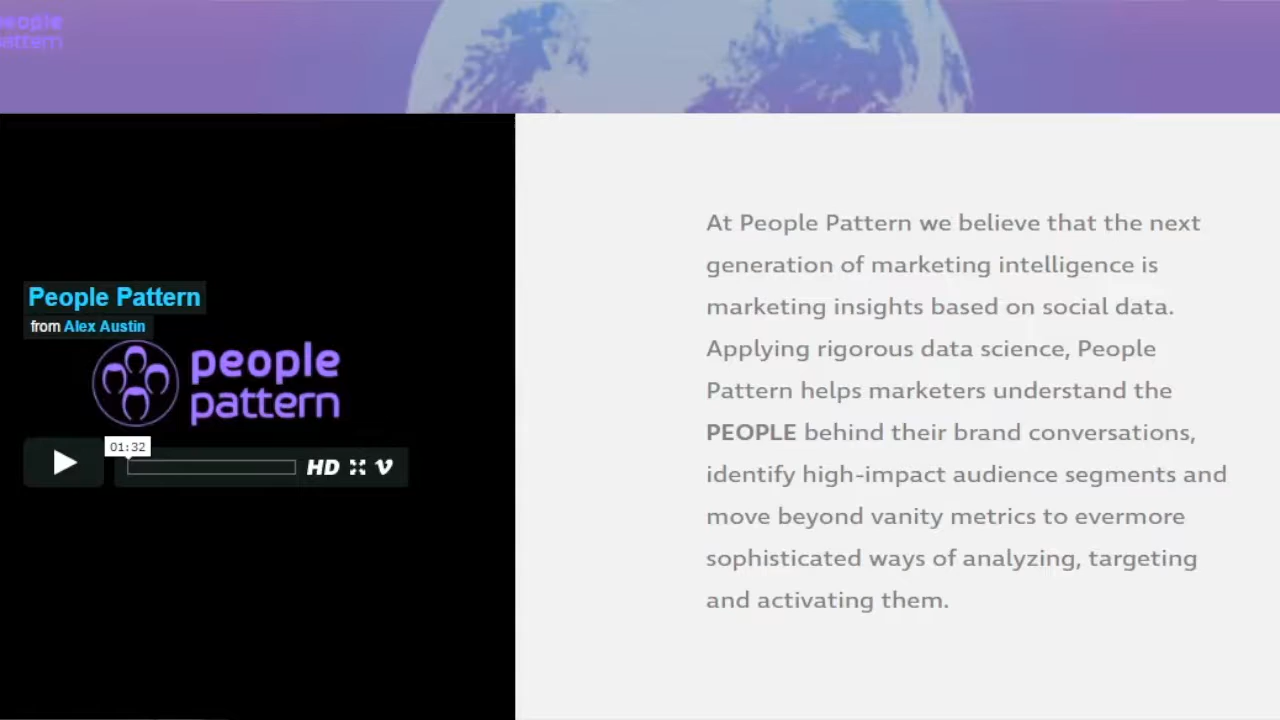 people
pattern
People Pattern
from Alex Austin
people
pattern
01:32
HD
At People Pattern we believe that the next
generation of marketing intelligence is
marketing insights based on social data.
Applying rigorous data science, People
Pattern helps marketers understand the
PEOPLE behind their brand conversations,
identify high-impact audience segments and
move beyond vanity metrics to evermore
sophisticated ways of analyzing, targeting
and activating them.